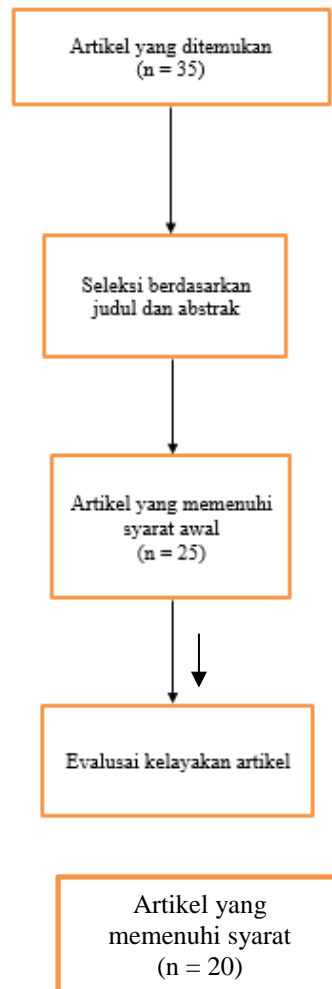 Artikel yang ditemukan
(n = 35)
Seleksi berdasarkan
judul dan abstrak
Artikel yang memenuhi
syarat awal
(n = 25)
Evalusai kelayakan artikel
Artikel yang
memenuhi syarat
(n = 20)